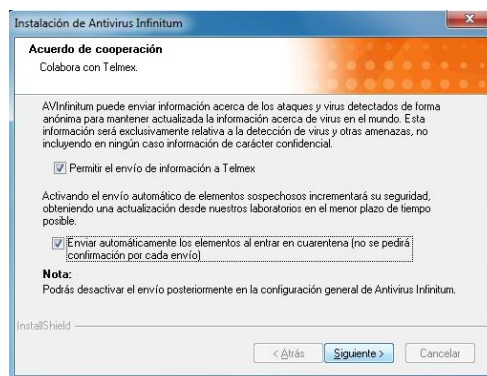 Instalación de Antivirus Infinitum
Acuerdo de cooperación
Colabora con Telmex.
AVInfinitum puede enviar información acerca de los ataques y virus detectados de forma
anónima para mantener actualizada la información acerca de virus en el mundo. Esta
información será exclusivamente relativa a la detección de virus y otras amenazas, no
incluyendo en ningún caso información de carácter confidencial.
Permitir el envío de información a Telmex
Activando el envío automático de elementos sospechosos incrementará su seguridad,
obteniendo una actualización desde nuestros laboratorios en el menor plazo de tiempo
posible.
Enviar automáticamente los elementos al entrar en cuarentena (no se pedirá
confirmación por cada envío)
Nota:
Podrás desactivar el envío posteriormente en la configuración general de Antivirus Infinitum.
InstallShield
< Atrás
Siguiente >
Cancelar